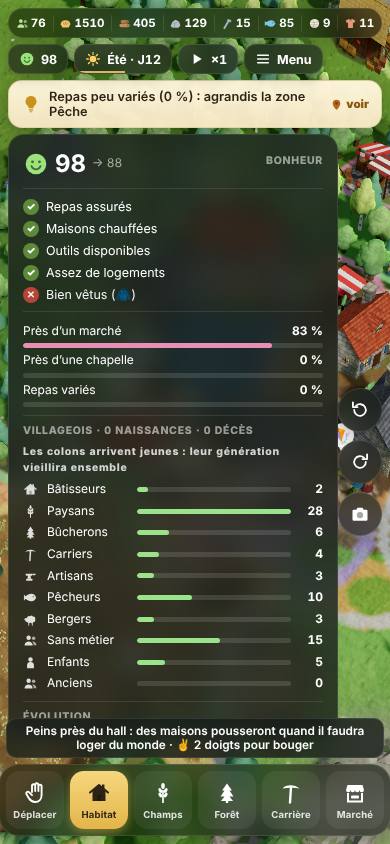 76 1510 405 129 15 85 9 11
98 Été · J12 ×1 Menu
Repas peu variés (0 %) : agrandis la zone
Pêche
voir
98 → 88 BONHEUR
Repas assurés
Maisons chauffées
Outils disponibles
Assez de logements
Bien vêtus (🧥)
Près d’un marché 83 %
Près d’une chapelle 0 %
Repas variés 0 %
VILLAGEOIS · 0 NAISSANCES · 0 DÉCÈS
Les colons arrivent jeunes : leur génération
vieillira ensemble
Bâtisseurs 2
Paysans 28
Bûcherons 6
Carriers 4
Artisans 3
Pêcheurs 10
Bergers 3
Sans métier 15
Enfants 5
Anciens 0
ÉVOLUTION
Peins près du hall : des maisons pousseront quand il faudra
loger du monde · ✌️ 2 doigts pour bouger
Déplacer Habitat Champs Forêt Carrière Marché